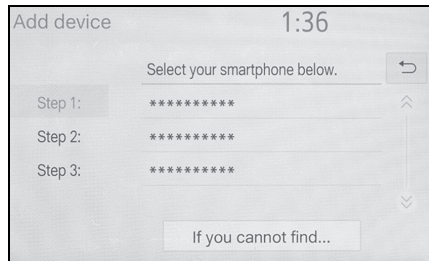 Add device
1:36
Select your smartphone below.
Step 1: **********
Step 2: **********
Step 3: **********
If you cannot find...